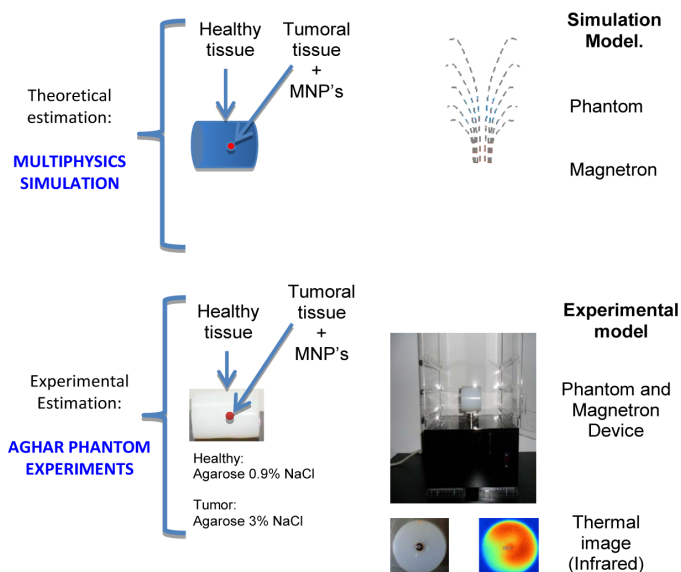 Healthy
tissue
Tumoral
tissue
+
MNP's
Theoretical
estimation:
MULTIPHYSICS
SIMULATION
Simulation
Model.
Phantom
Magnetron
Healthy
tissue
Tumoral
tissue
+
MNP's
Experimental
Estimation:
AGHAR PHANTOM
EXPERIMENTS
Healthy:
Agarose 0.9% NaCl
Tumor:
Agarose 3% NaCl
Experimental
model
Phantom and
Magnetron
Device
Thermal
image
(Infrared)